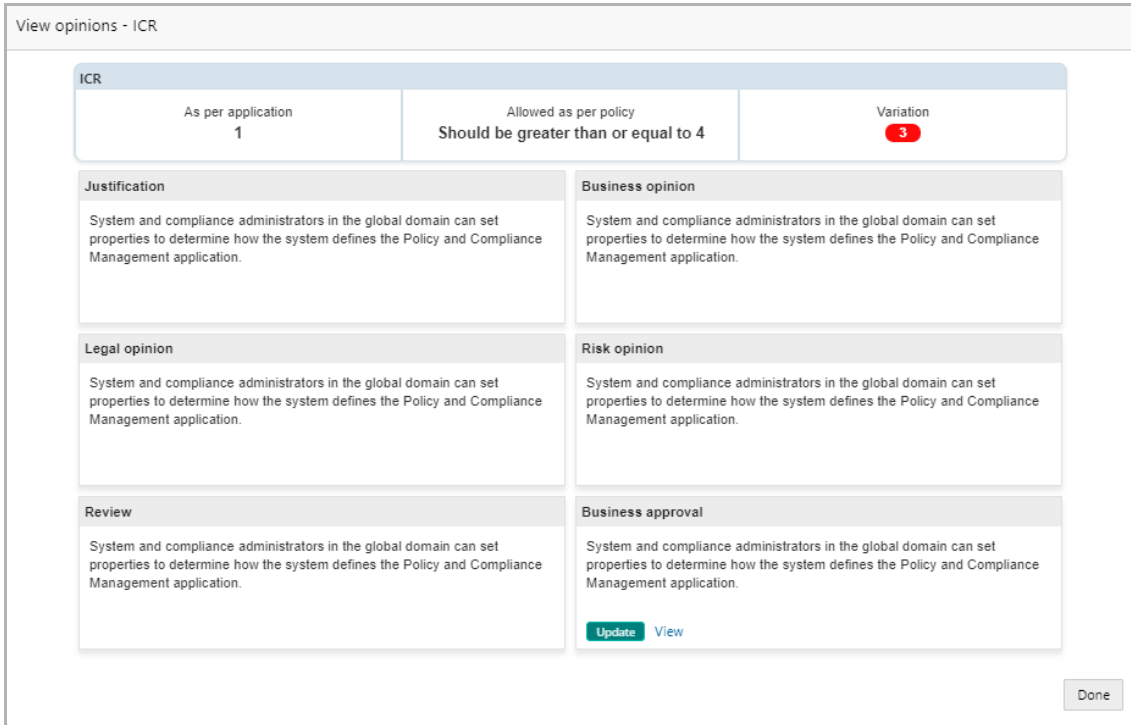 View opinions - ICR
ICR
As per application
1
Allowed as per policy
Should be greater than or equal to 4
Variation
3
Justification
System and compliance administrators in the global domain can set
properties to determine how the system defines the Policy and Compliance
Management application.
Business opinion
System and compliance administrators in the global domain can set
properties to determine how the system defines the Policy and Compliance
Management application.
Legal opinion
System and compliance administrators in the global domain can set
properties to determine how the system defines the Policy and Compliance
Management application.
Risk opinion
System and compliance administrators in the global domain can set
properties to determine how the system defines the Policy and Compliance
Management application.
Review
System and compliance administrators in the global domain can set
properties to determine how the system defines the Policy and Compliance
Management application.
Business approval
System and compliance administrators in the global domain can set
properties to determine how the system defines the Policy and Compliance
Management application.
Update View
Done